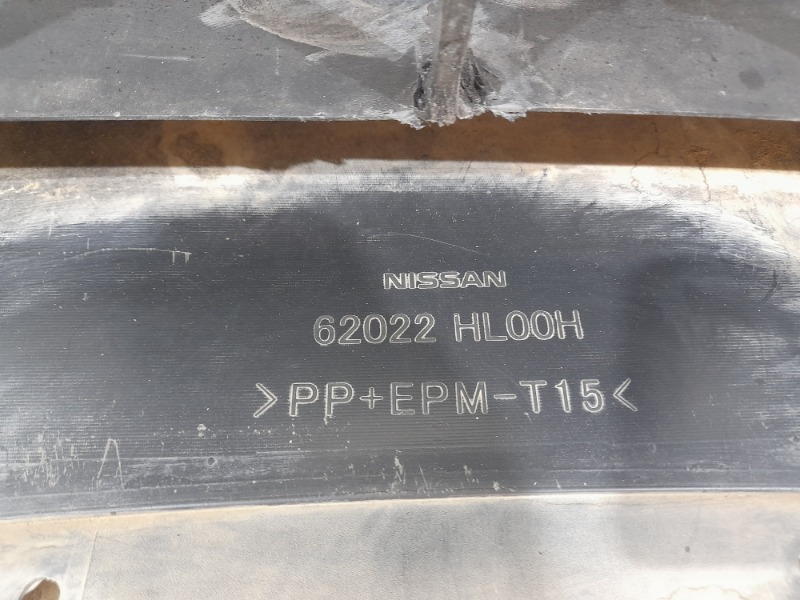 NISSAN
62022 HL00H
>PP+EPM-T15<